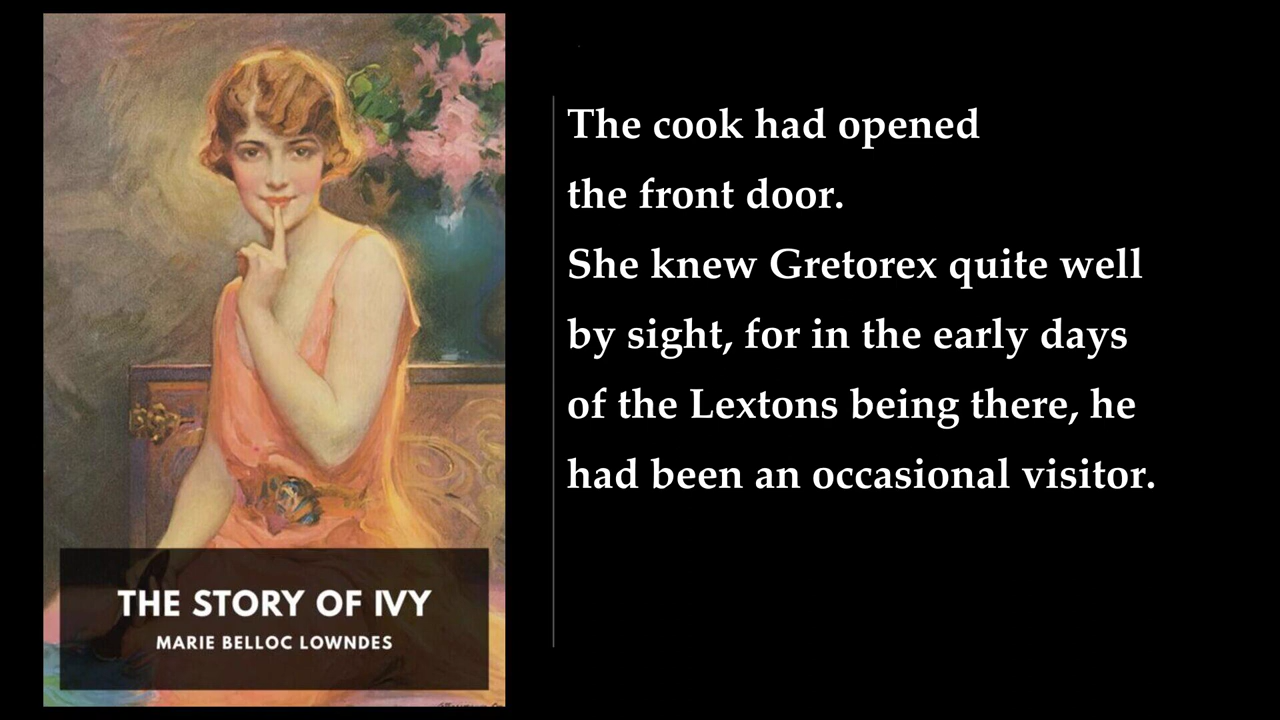 THE STORY OF IVY
MARIE BELLOC LOWNDES
The cook had opened
the front door.
She knew Gretorex quite well
by sight, for in the early days
of the Lextons being there, he
had been an occasional visitor.